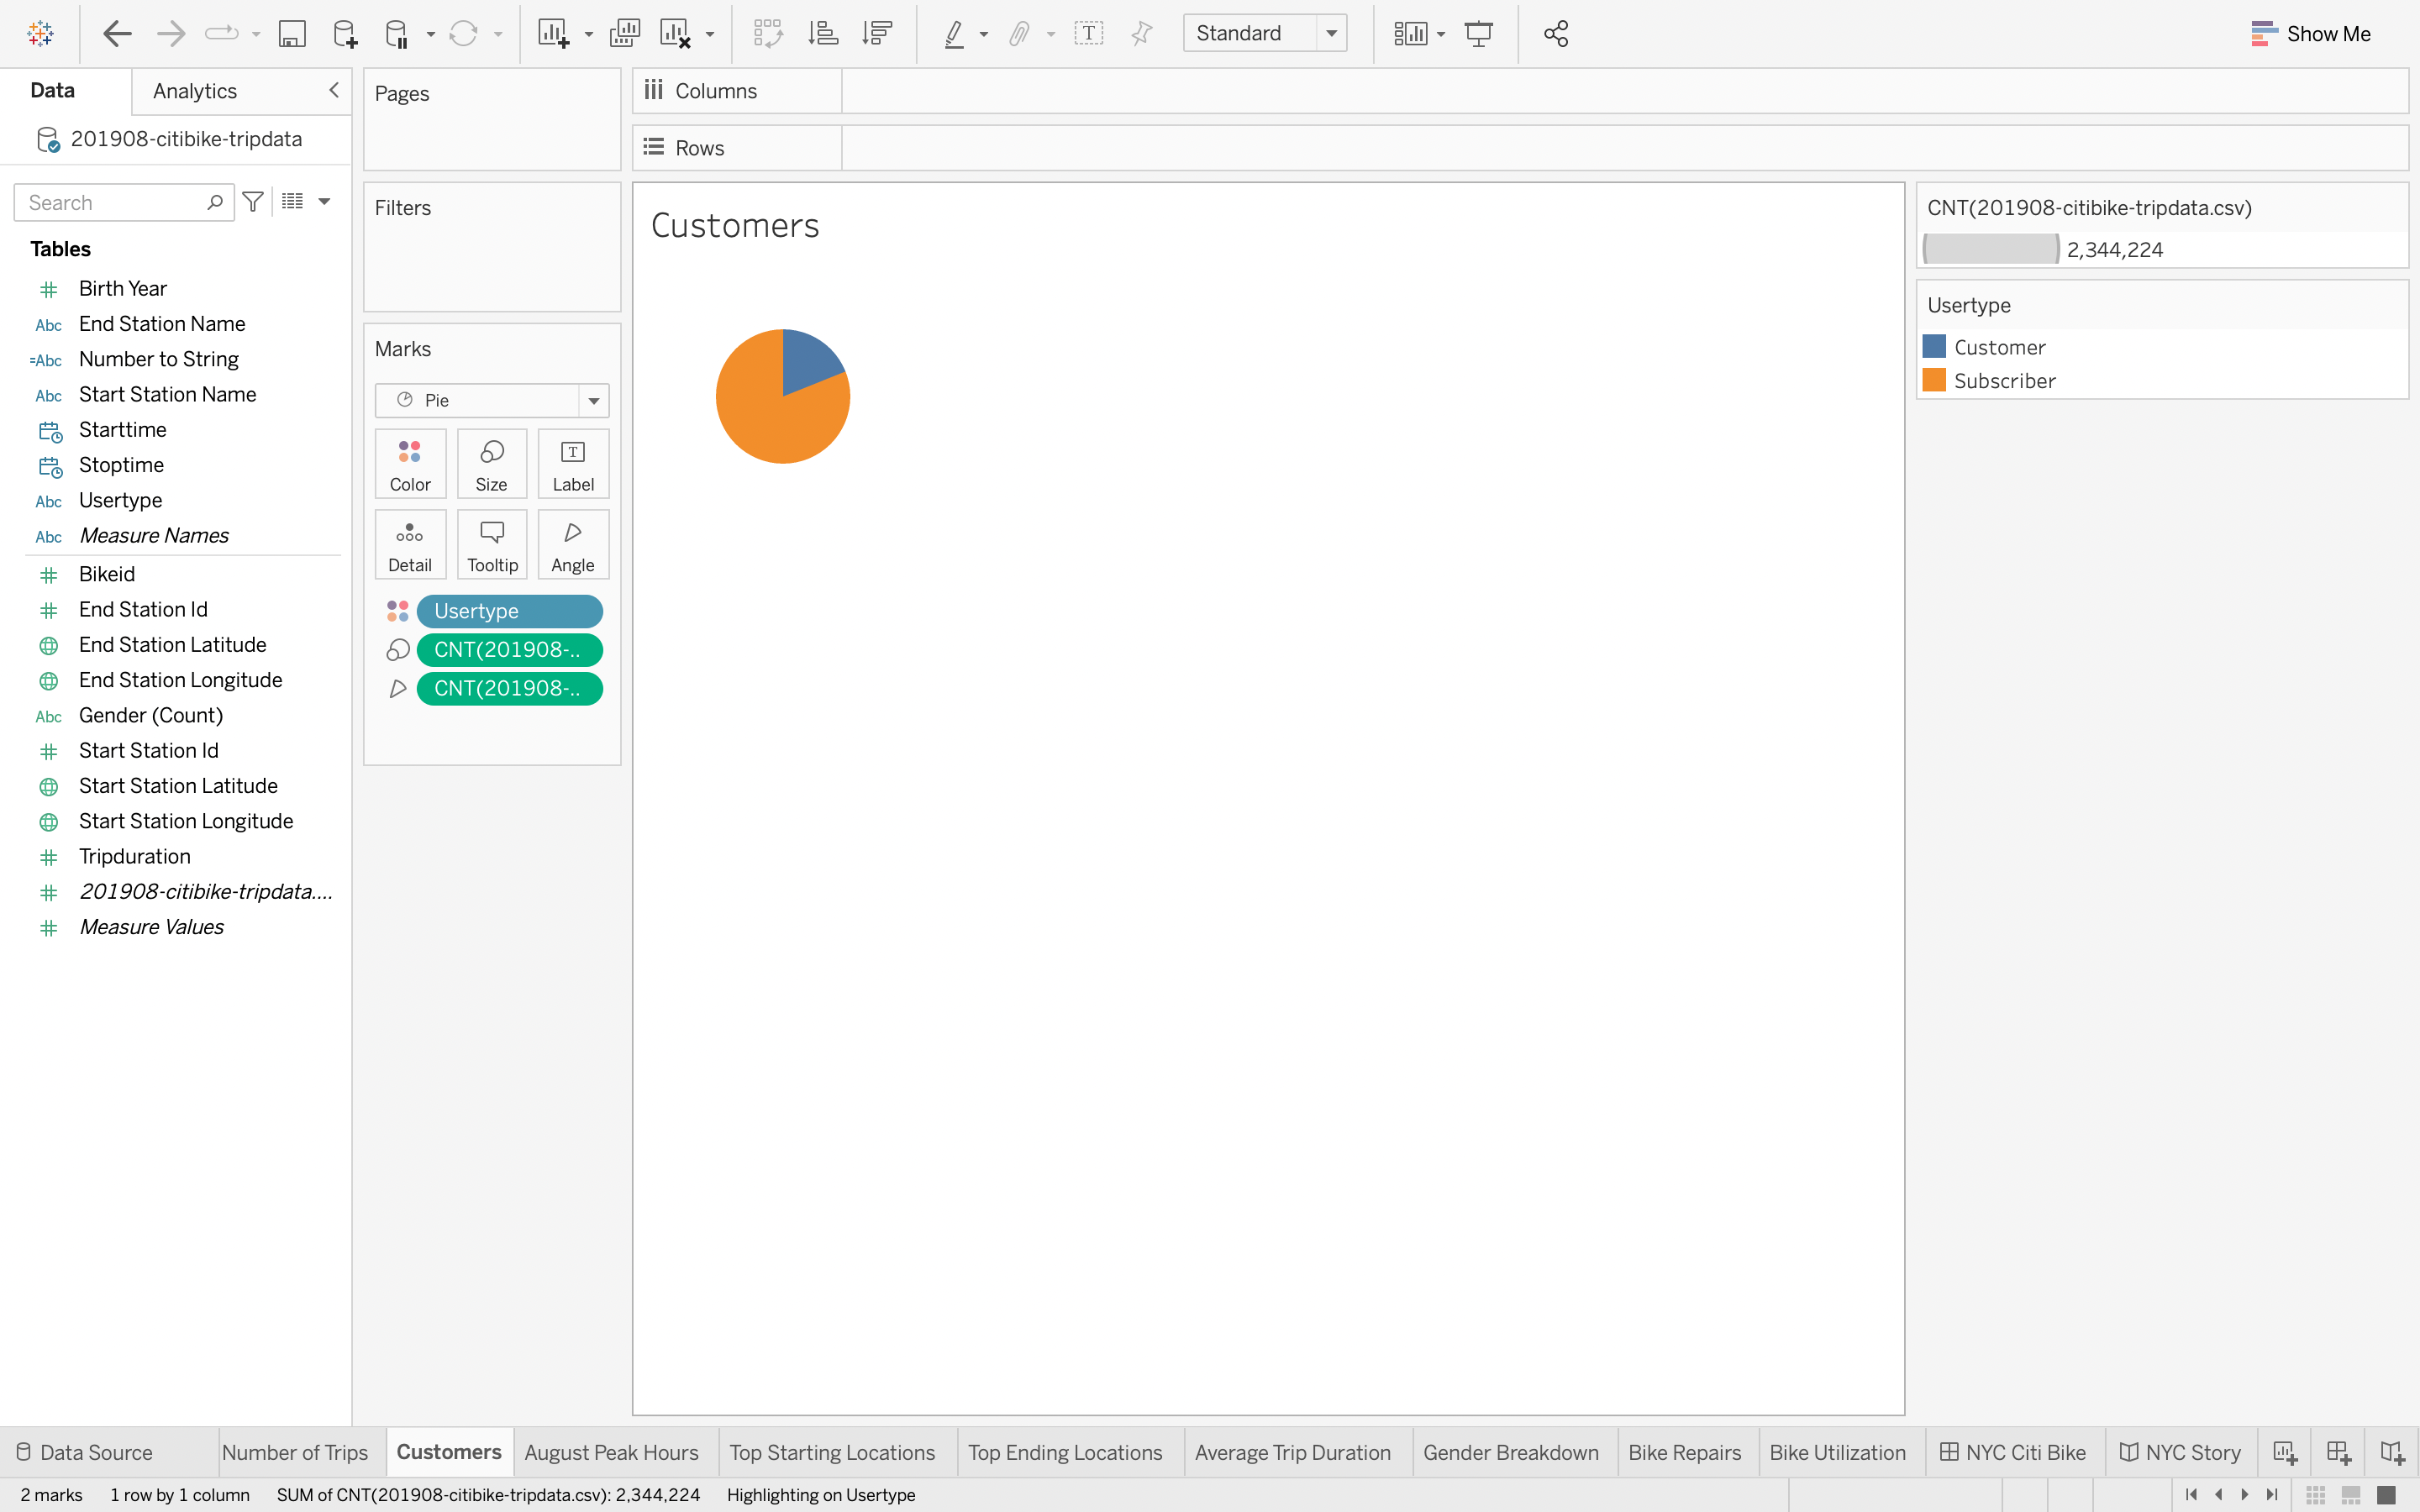 Standard
Show Me
Data
Analytics
201908-citibike-tripdata
Search
Tables
Birth Year
Abc End Station Name
=Abc Number to String
Abc Start Station Name
Starttime
Stoptime
Abc Usertype
Abc Measure Names
Bikeid
End Station Id
End Station Latitude
End Station Longitude
Abc Gender (Count)
Start Station Id
Start Station Latitude
Start Station Longitude
Tripduration
201908-citibike-tripdata....
Measure Values
Pages
Filters
Marks
Pie
Color
Size
T
Label
Detail
Tooltip
Angle
Usertype
CNT(201908-..
CNT(201908-..
Columns
Rows
Customers
CNT(201908-citibike-tripdata.csv)
2,344,224
Usertype
Customer
Subscriber
Data Source
Number of Trips
Customers
August Peak Hours
Top Starting Locations
Top Ending Locations
Average Trip Duration
Gender Breakdown
Bike Repairs
Bike Utilization
NYC Citi Bike
NYC Story
2 marks
1 row by 1 column
SUM of CNT(201908-citibike-tripdata.csv): 2,344,224
Highlighting on Usertype